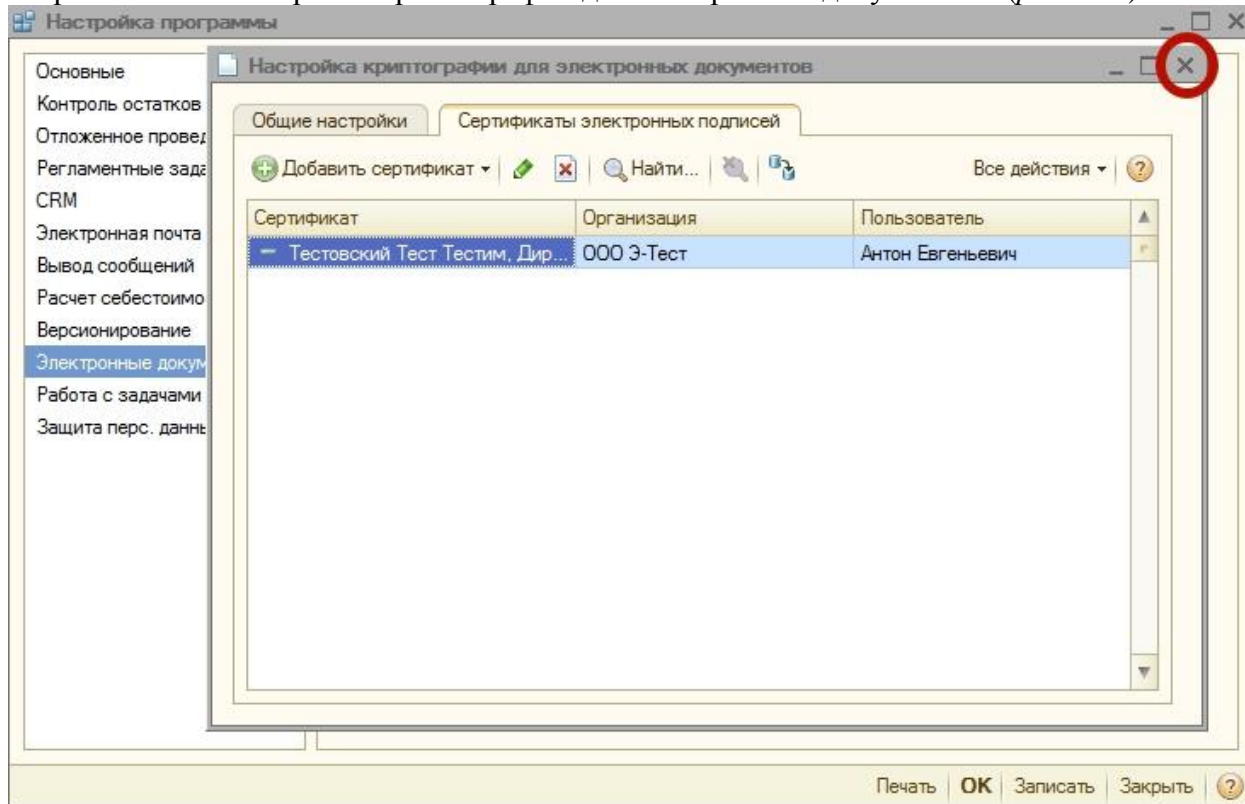 Настройка программы
Основные
Контроль остатков
Отложенное провед
Регламентные зада
CRM
Электронная почта
Вывод сообщений
Расчет себестоимо
Версионирование
Электронные докум
Работа с задачами
Защита перс. данны
Настройка криптографии для электронных документов
Общие настройки Сертификаты электронных подписей
Добавить сертификат Найти... Все действия
Сертификат Организация Пользователь
Тестовский Тест Тестим, Дир... ООО Э-Тест Антон Евгеньевич
Печать OK Записать Закрыть